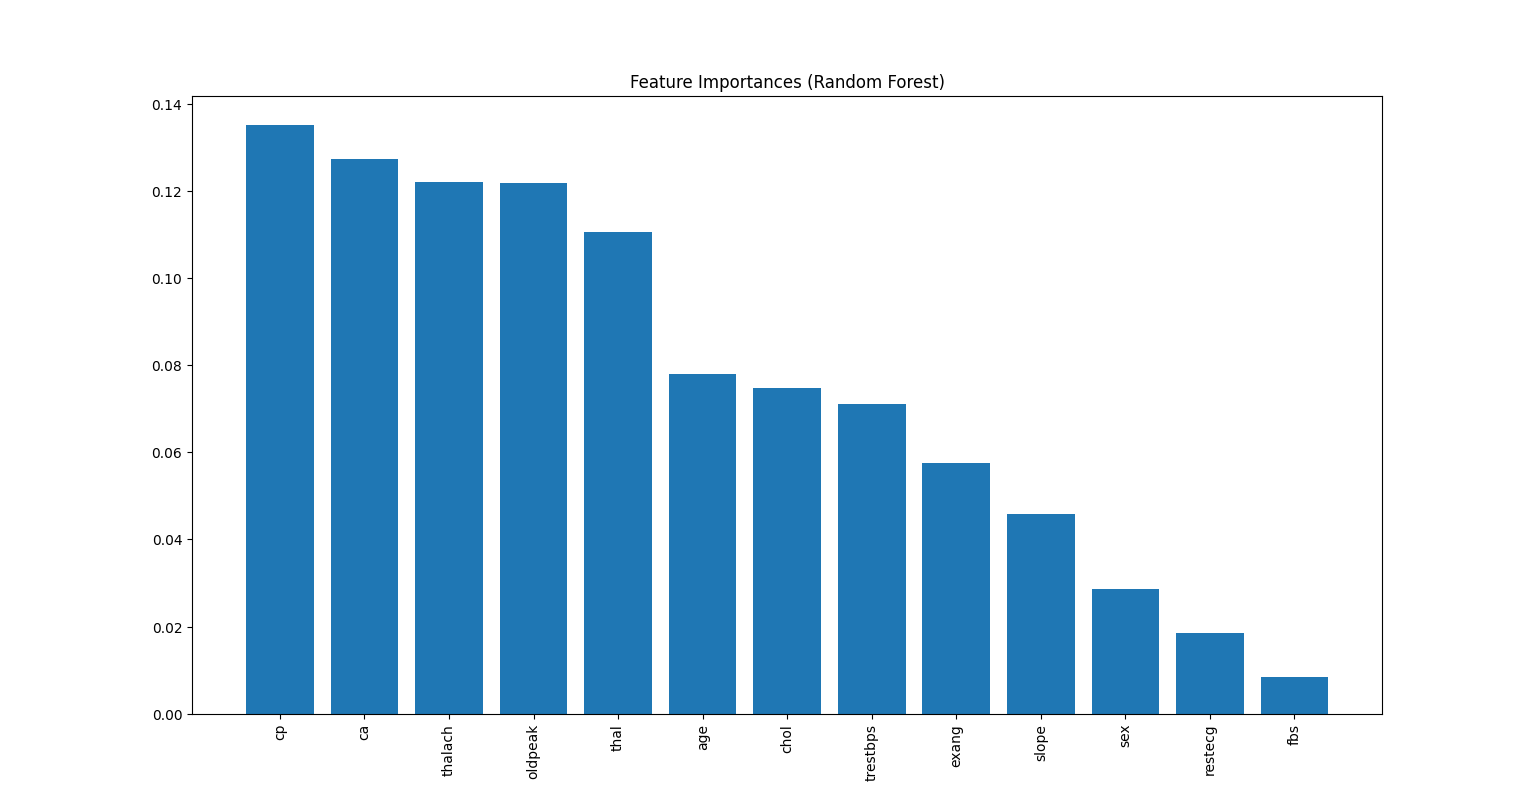 Feature Importances (Random Forest)
0.14
0.12
0.10
0.08
0.06
0.04
0.02
0.00
cp
ca
thalach
oldpeak
thal
age
chol
trestbps
exang
slope
sex
restecg
fbs